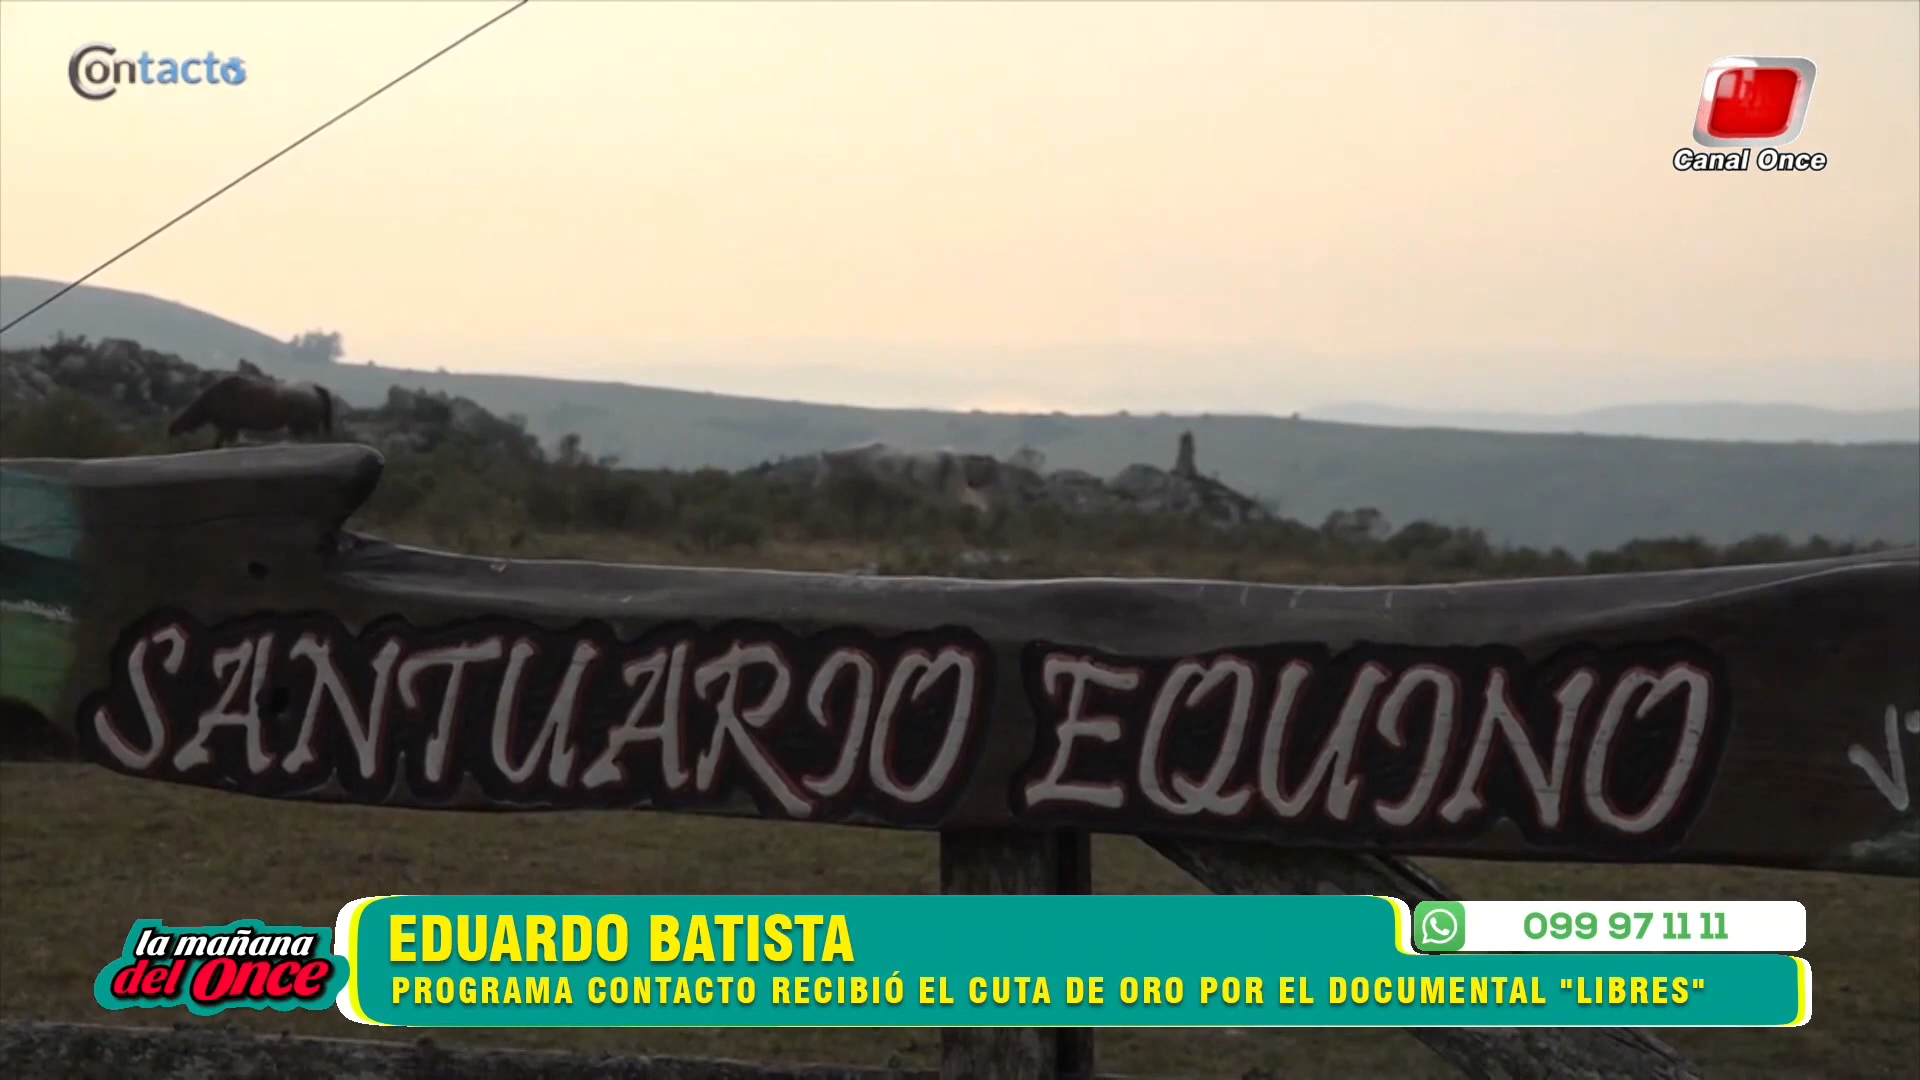 Contacto
Canal Once
SANTUARIO EQUINO
la mañana
del Once
EDUARDO BATISTA
PROGRAMA CONTACTO RECIBIÓ EL CUTA DE ORO POR EL DOCUMENTAL "LIBRES"
099 97 11 11